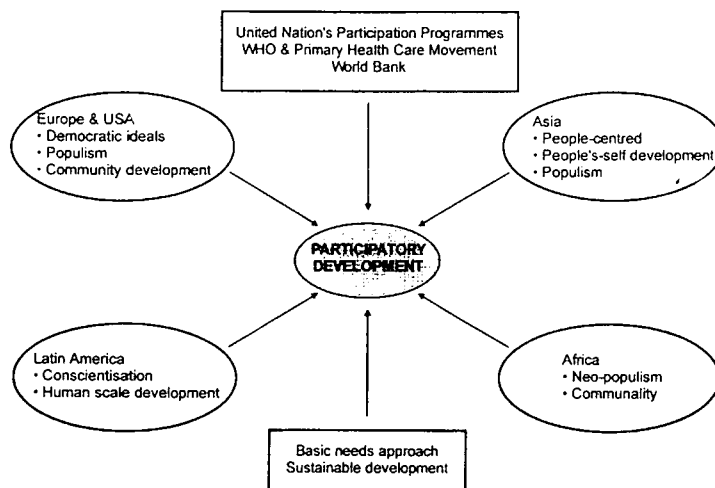 United Nation's Participation Programmes
WHO & Primary Health Care Movement
World Bank
Europe & USA
• Democratic ideals
• Populism
• Community development
Asia
• People-centred
• People's-self development
• Populism
PARTICIPATORY
DEVELOPMENT
Latin America
• Conscientisation
• Human scale development
Africa
• Neo-populism
• Communality
Basic needs approach
Sustainable development